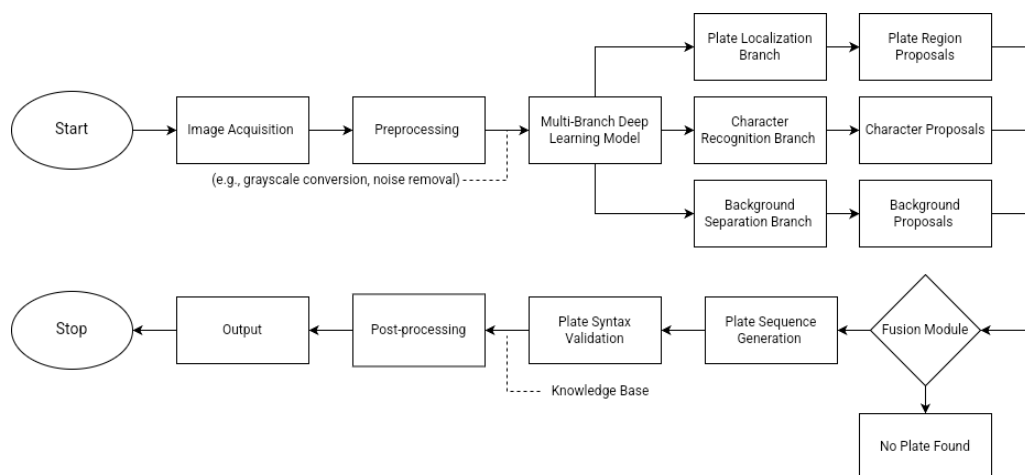 Start
Image Acquisition
Preprocessing
(e.g., grayscale conversion, noise removal)
Multi-Branch Deep
Learning Model
Plate Localization
Branch
Plate Region
Proposals
Character
Recognition Branch
Character Proposals
Background
Separation Branch
Background
Proposals
Stop
Output
Post-processing
Plate Syntax
Validation
Knowledge Base
Plate Sequence
Generation
Fusion Module
No Plate Found